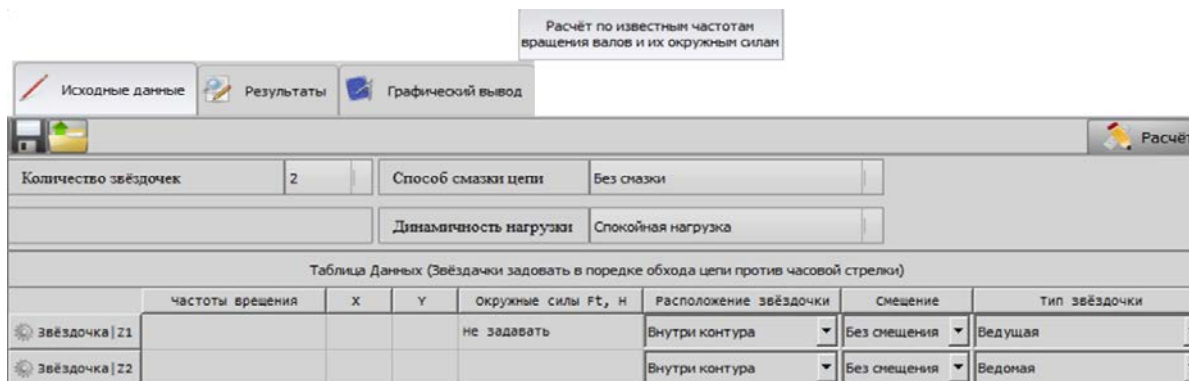 Расчёт по известным частотам
вращения валов и их окружным силам
Исходные данные Результаты Графический вывод
Расчёт
Количество звёздочек 2 Способ смазки цепи Без смазки
Динамичность нагрузки Спокойная нагрузка
Таблица Данных (Звёздачки задовать в поредке обхода цепи против часовой стрелки)
Частоты врещения X Y Окружные силы Ft, Н Расположение звёздочки Смещение Тип звёздочки
Звёздочка|Z1 Не задавать Внутри контура Без смещения Ведущая
Звёздочка|Z2 Внутри контура Без смещения Ведомая